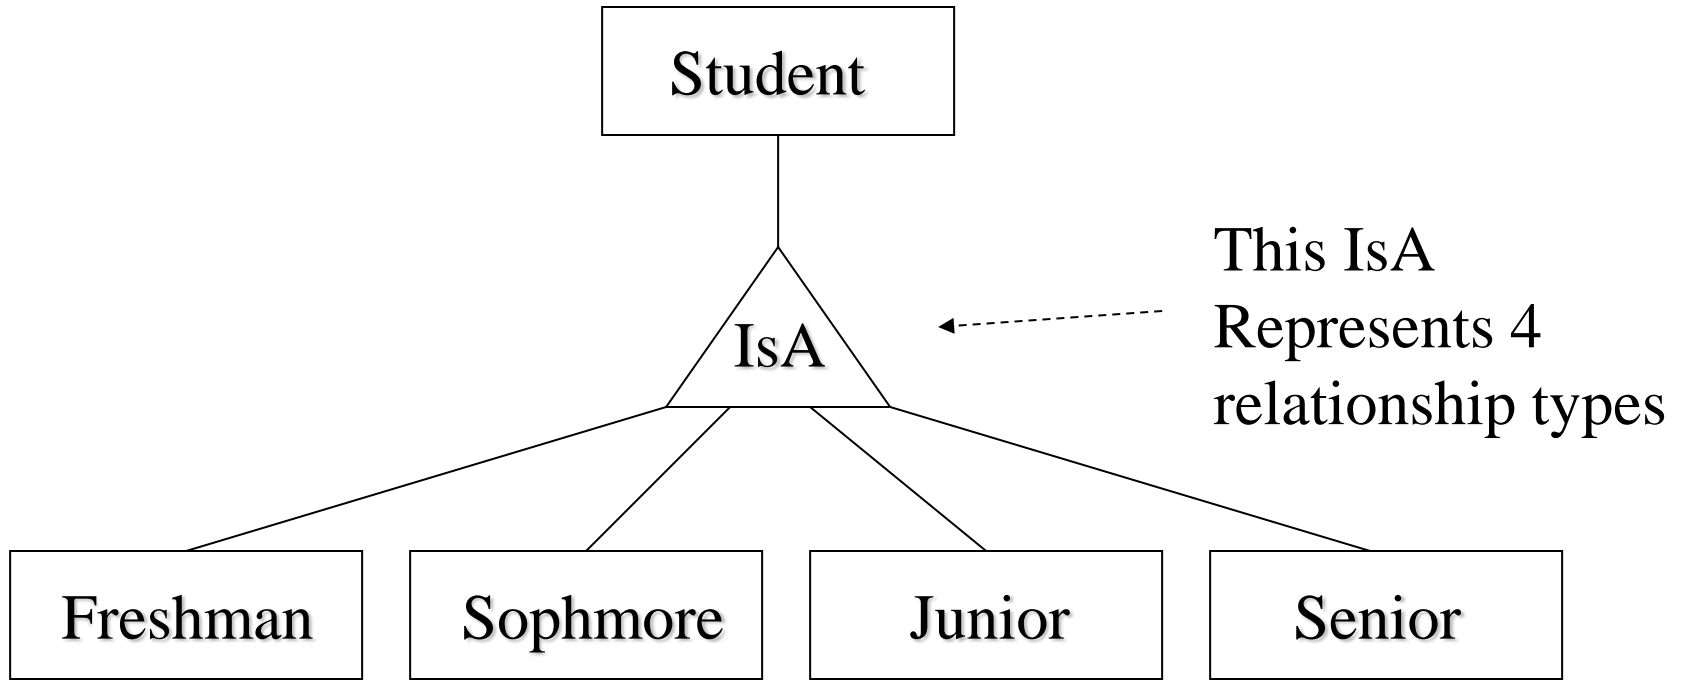 Student
This IsA
Represents 4
relationship types
IsA
Freshman
Sophmore
Junior
Senior